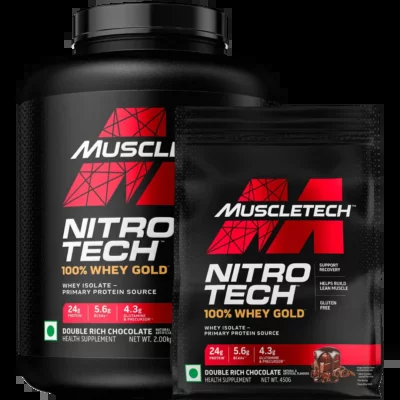 MUSCLETECH
NITRO
TECH™
100% WHEY GOLD
WHEY ISOLATE –
PRIMARY PROTEIN SOURCE
24g PROTEIN
5.6g BCAAs
4.3g GLUTAMINE & PRECURSOR
DOUBLE RICH CHOCOLATE
HEALTH SUPPLEMENT NET WT. 2.00kg
MUSCLETECH™
NITRO
TECH™
100% WHEY GOLD
WHEY ISOLATE –
PRIMARY PROTEIN SOURCE
SUPPORT
RECOVERY
HELPS BUILD
LEAN MUSCLE
GLUTEN
FREE
24g PROTEIN
5.6g BCAAs
4.3g GLUTAMINE & PRECURSOR
DOUBLE RICH CHOCOLATE
HEALTH SUPPLEMENT NET WT. 450g